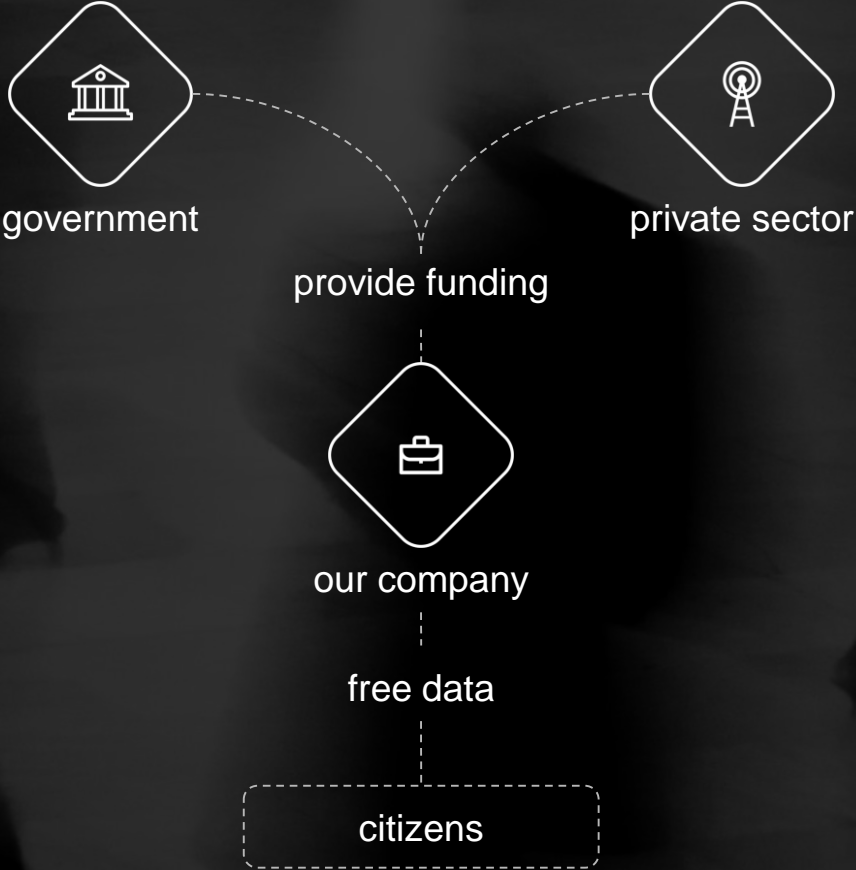 government
private sector
provide funding
our company
free data
citizens